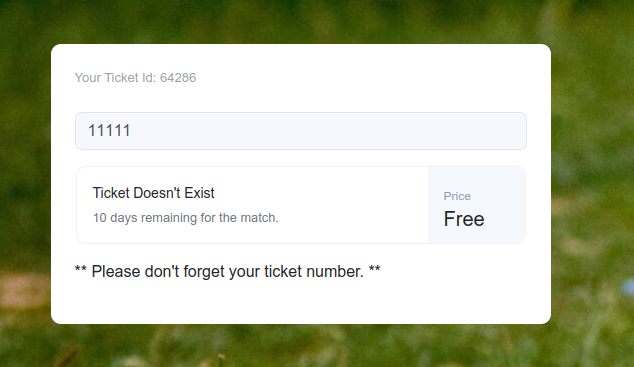 Your Ticket Id: 64286
11111
Ticket Doesn't Exist
10 days remaining for the match.
Price
Free
** Please don't forget your ticket number. **